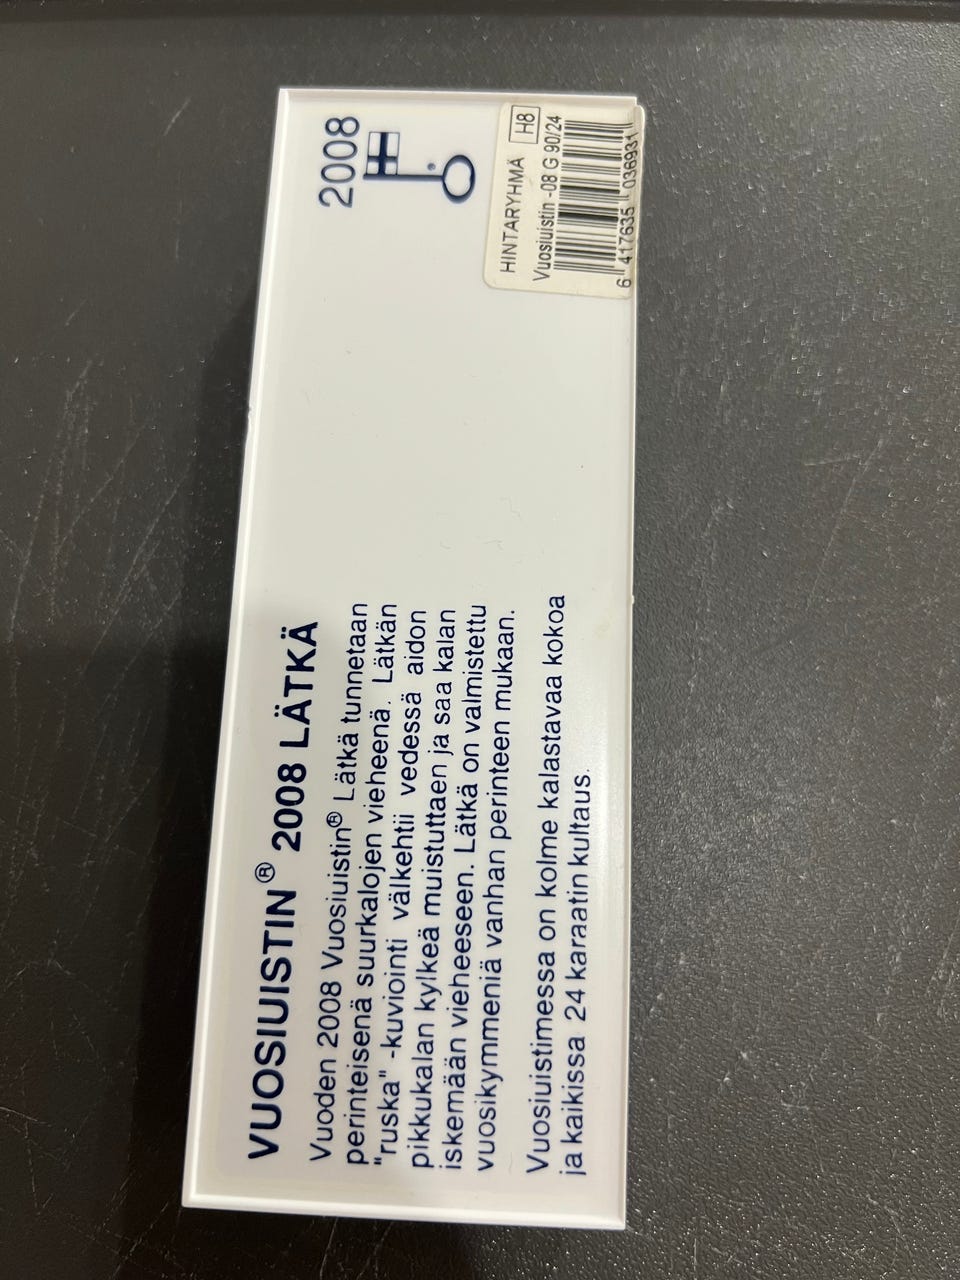 VUOSIUISTIN® 2008 LÄTKÄ
Vuoden 2008 Vuosiuistin® Lätkä tunnetaan
perinteisenä suurkalojen vieheenä. Lätkän
"ruska" -kuviointi välkehtii vedessä aidon
pikkukalan kylkeä muistuttaen ja saa kalan
iskemään vieheeseen. Lätkä on valmistettu
vuosikymmeniä vanhan perinteen mukaan.
Vuosiuistimessa on kolme kalastavaa kokoa
ja kaikissa 24 karaatin kultaus.
2008
HINTARYHMÄ H8
Vuosiuistin -08 G 90/24
6 417635 036931